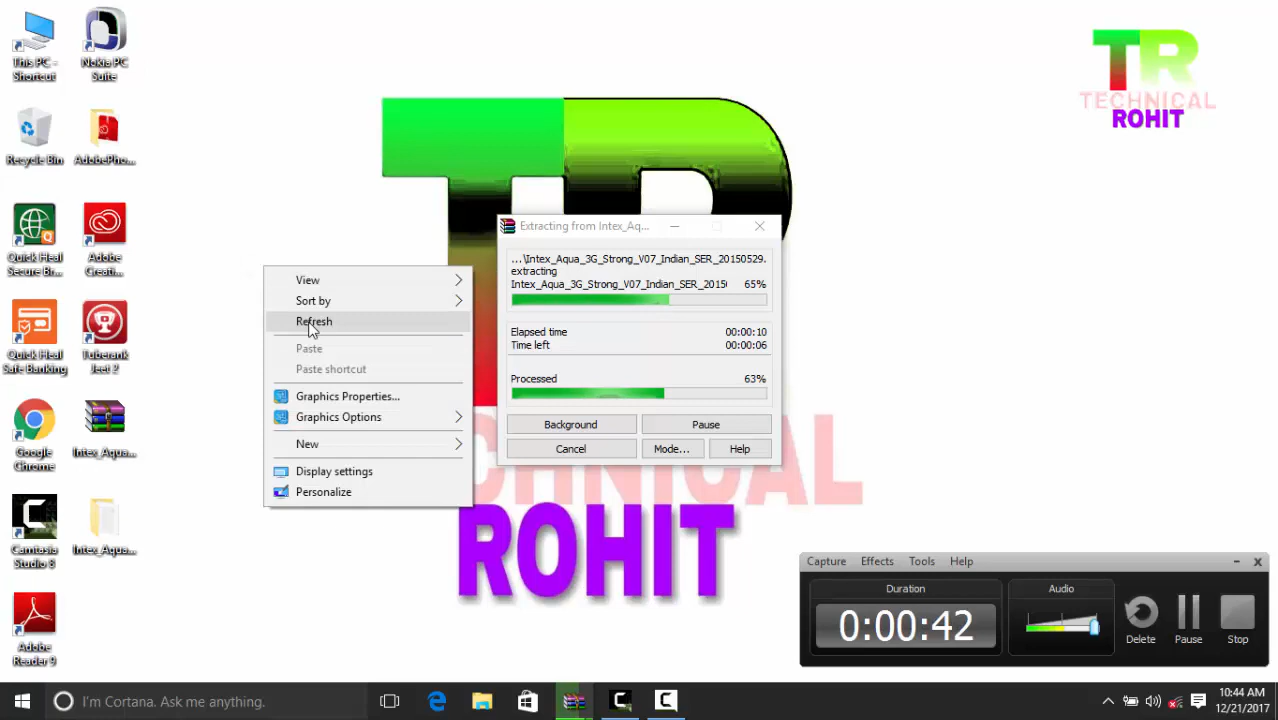 This PC -
Shortcut
Nokia PC
Suite
Recycle Bin
AdobePho...
Quick Heal
Secure Br...
Adobe
Creati...
Quick Heal
Safe Banking
Tuberank
Jeet 2
Google
Chrome
Intex_Aqua...
Camtasia
Studio 8
Intex_Aqua...
Adobe
Reader 9
TR
TECHNICAL
ROHIT
View
Sort by
Refresh
Paste
Paste shortcut
Graphics Properties...
Graphics Options
New
Display settings
Personalize
Extracting from Intex_Aq...
...\Intex_Aqua_3G_Strong_V07_Indian_SER_20150529.
extracting
Intex_Aqua_3G_Strong_V07_Indian_SER_2015 65%
Elapsed time 00:00:10
Time left 00:00:06
Processed 63%
Background Pause
Cancel Mode... Help
HNICAL
ROHIT
Capture Effects Tools Help
Duration Audio
0:00:42
Delete Pause Stop
I'm Cortana. Ask me anything.
10:44 AM
12/21/2017